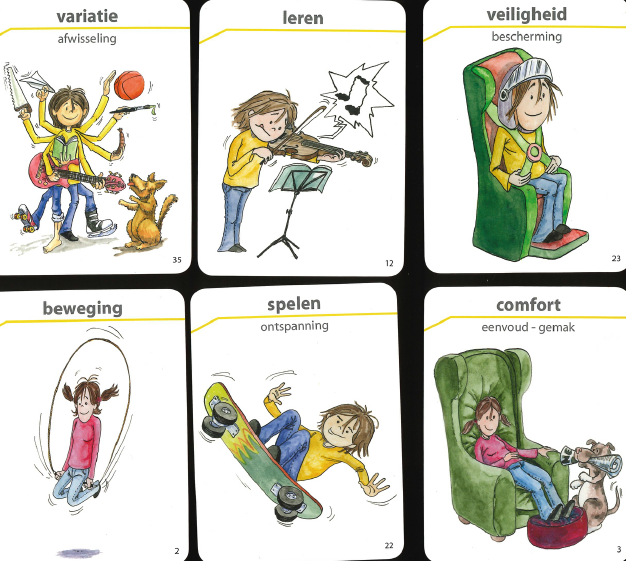 variatie
afwisseling
35
leren
12
veiligheid
bescherming
23
beweging
2
spelen
ontspanning
22
comfort
eenvoud - gemak
3